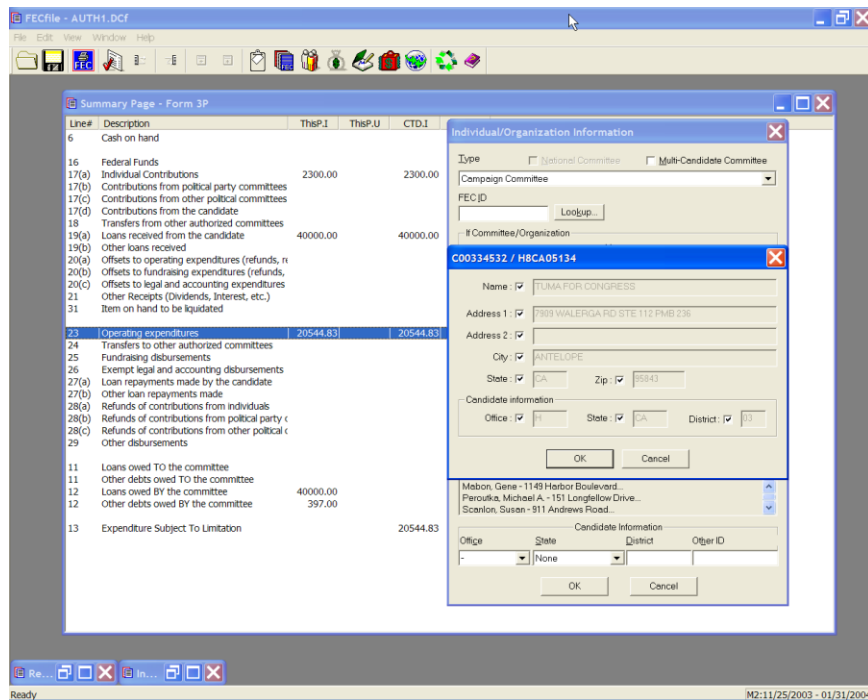 FECfile - AUTH1.DCf
File Edit View Window Help
FEC
Summary Page - Form 3P
Line# Description ThisP.I ThisP.U CTD.I
6 Cash on hand
16 Federal Funds
17(a) Individual Contributions 2300.00 2300.00
17(b) Contributions from political party committees
17(c) Contributions from other political committees
17(d) Contributions from the candidate
18 Transfers from other authorized committees
19(a) Loans received from the candidate 40000.00 40000.00
19(b) Other loans received
20(a) Offsets to operating expenditures (refunds, re
20(b) Offsets to fundraising expenditures (refunds,
20(c) Offsets to legal and accounting expenditures
21 Other Receipts (Dividends, Interest, etc.)
31 Item on hand to be liquidated
23 Operating expenditures 20544.83 20544.83
24 Transfers to other authorized committees
25 Fundraising disbursements
26 Exempt legal and accounting disbursements
27(a) Loan repayments made by the candidate
27(b) Other loan repayments made
28(a) Refunds of contributions from individuals
28(b) Refunds of contributions from political party c
28(c) Refunds of contributions from other political c
29 Other disbursements
11 Loans owed TO the committee
11 Other debts owed TO the committee
12 Loans owed BY the committee 40000.00
12 Other debts owed BY the committee 397.00
13 Expenditure Subject To Limitation 20544.83
Individual/Organization Information
Type National Committee Multi-Candidate Committee
Campaign Committee
FEC ID
Lookup...
If Committee/Organization
C00334532 / H8CA05134
Name : TUMA FOR CONGRESS
Address 1 : 7909 WALERGA RD STE 112 PMB 236
Address 2 :
City : ANTELOPE
State : CA Zip : 95843
Candidate information
Office : H State : CA District : 03
OK Cancel
Mabon, Gene - 1149 Harbor Boulevard...
Peroutka, Michael A. - 151 Longfellow Drive...
Scanlon, Susan - 911 Andrews Road...
Candidate Information
Office State District Other ID
- None
OK Cancel
Re... In...
Ready M2:11/25/2003 - 01/31/200